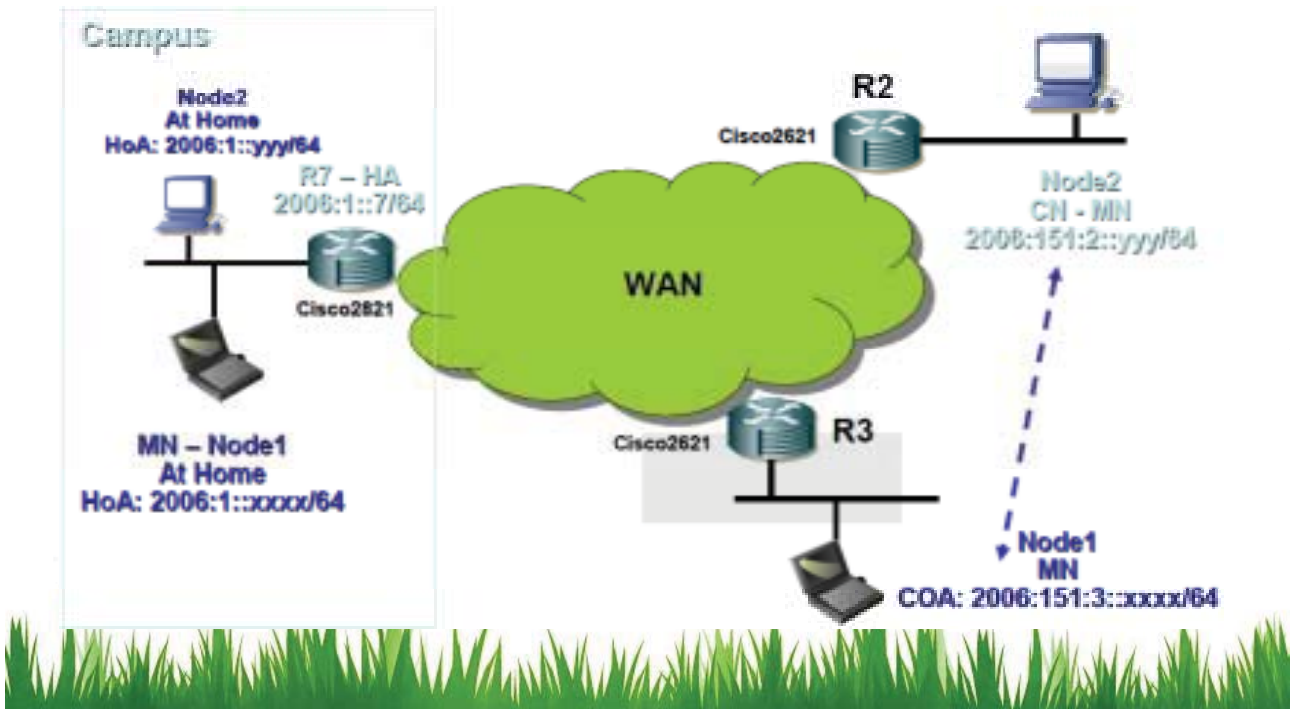 Campus
Node2
At Home
HoA: 2006:1::yyy/64
R7 – HA
2006:1::7/64
Cisco2821
MN – Node1
At Home
HoA: 2006:1::xxxx/64
WAN
R2
Cisco2621
Node2
CN - MN
2006:151:2::yyy/64
Cisco2621
R3
Node1
MN
COA: 2006:151:3::xxxx/64